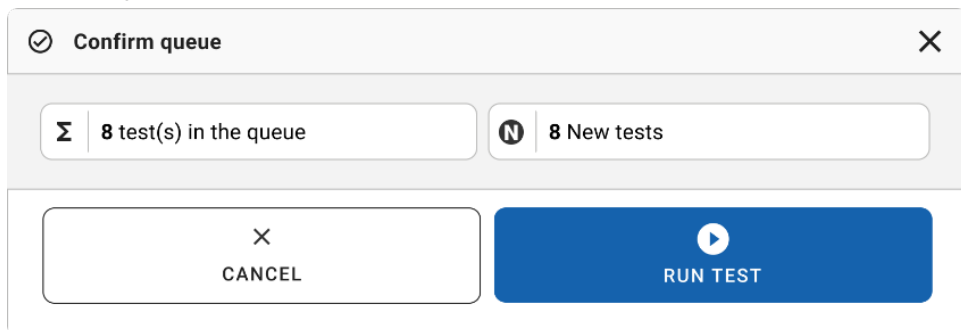 Confirm queue
Σ 8 test(s) in the queue
N 8 New tests
CANCEL
RUN TEST